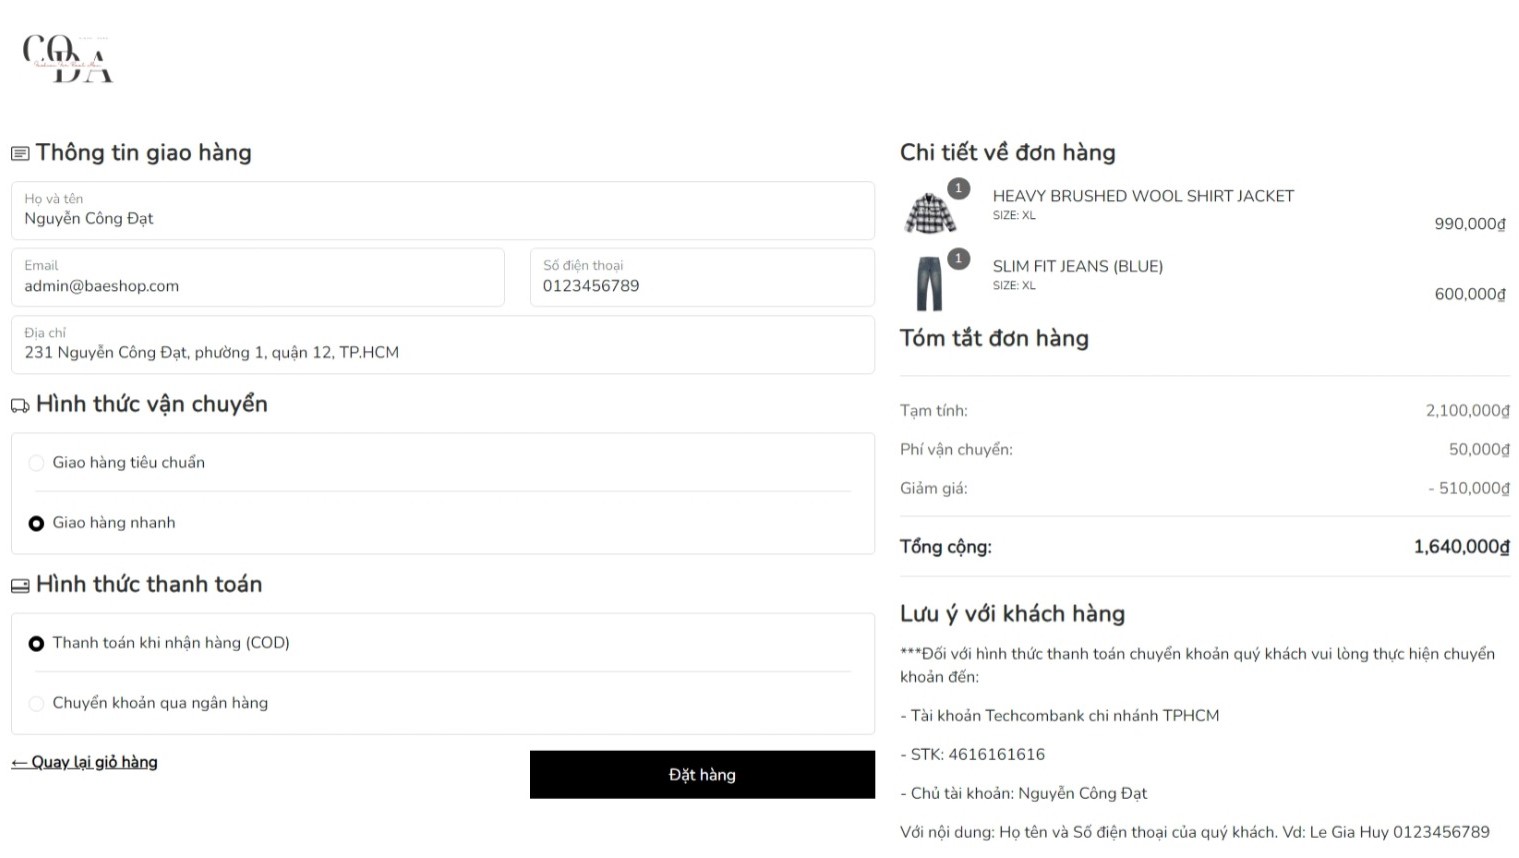 CODA
Thông tin giao hàng
Họ và tên
Nguyễn Công Đạt
Email
admin@baeshop.com
Số điện thoại
0123456789
Địa chỉ
231 Nguyễn Công Đạt, phường 1, quận 12, TP.HCM
Hình thức vận chuyển
Giao hàng tiêu chuẩn
Giao hàng nhanh
Hình thức thanh toán
Thanh toán khi nhận hàng (COD)
Chuyển khoản qua ngân hàng
← Quay lại giỏ hàng
Đặt hàng
Chi tiết về đơn hàng
1
HEAVY BRUSHED WOOL SHIRT JACKET
SIZE: XL
990,000₫
1
SLIM FIT JEANS (BLUE)
SIZE: XL
600,000₫
Tóm tắt đơn hàng
Tạm tính: 2,100,000₫
Phí vận chuyển: 50,000₫
Giảm giá: - 510,000₫
Tổng cộng: 1,640,000₫
Lưu ý với khách hàng
***Đối với hình thức thanh toán chuyển khoản quý khách vui lòng thực hiện chuyển
khoản đến:
- Tài khoản Techcombank chi nhánh TPHCM
- STK: 4616161616
- Chủ tài khoản: Nguyễn Công Đạt
Với nội dung: Họ tên và Số điện thoại của quý khách. Vd: Le Gia Huy 0123456789